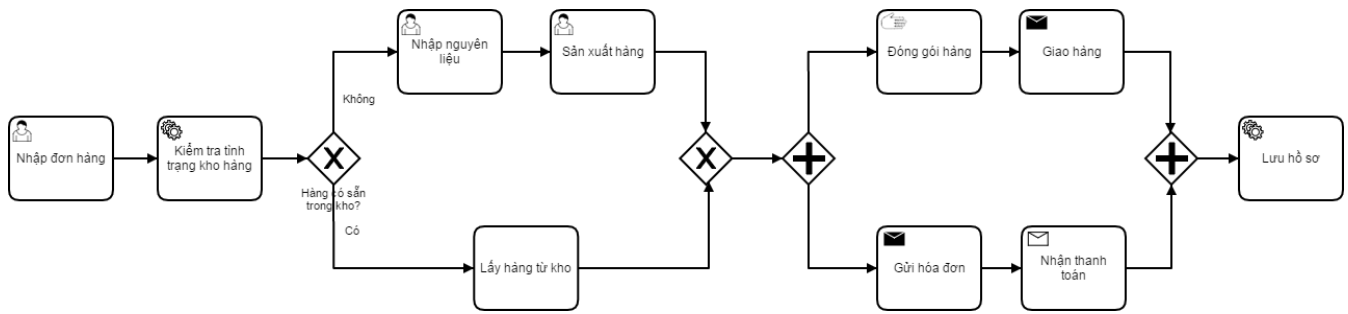 Nhập đơn hàng
Kiểm tra tình
trạng kho hàng
Hàng có sẵn
trong kho?
Không
Có
Nhập nguyên
liệu
Sản xuất hàng
Lấy hàng từ kho
Đóng gói hàng
Giao hàng
Gửi hóa đơn
Nhận thanh
toán
Lưu hồ sơ